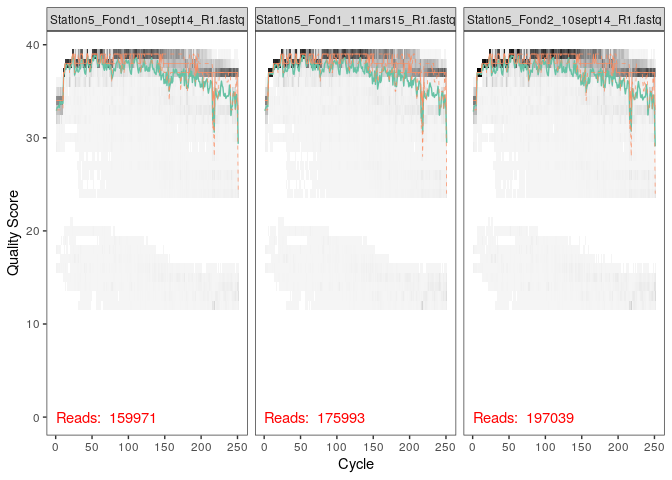 Station5_Fond1_10sept14_R1.fastq
Station5_Fond1_11mars15_R1.fastq
Station5_Fond2_10sept14_R1.fastq
Quality Score
40
30
20
10
0
Reads: 159971
Reads: 175993
Reads: 197039
0 50 100 150 200 250
0 50 100 150 200 250
0 50 100 150 200 250
Cycle